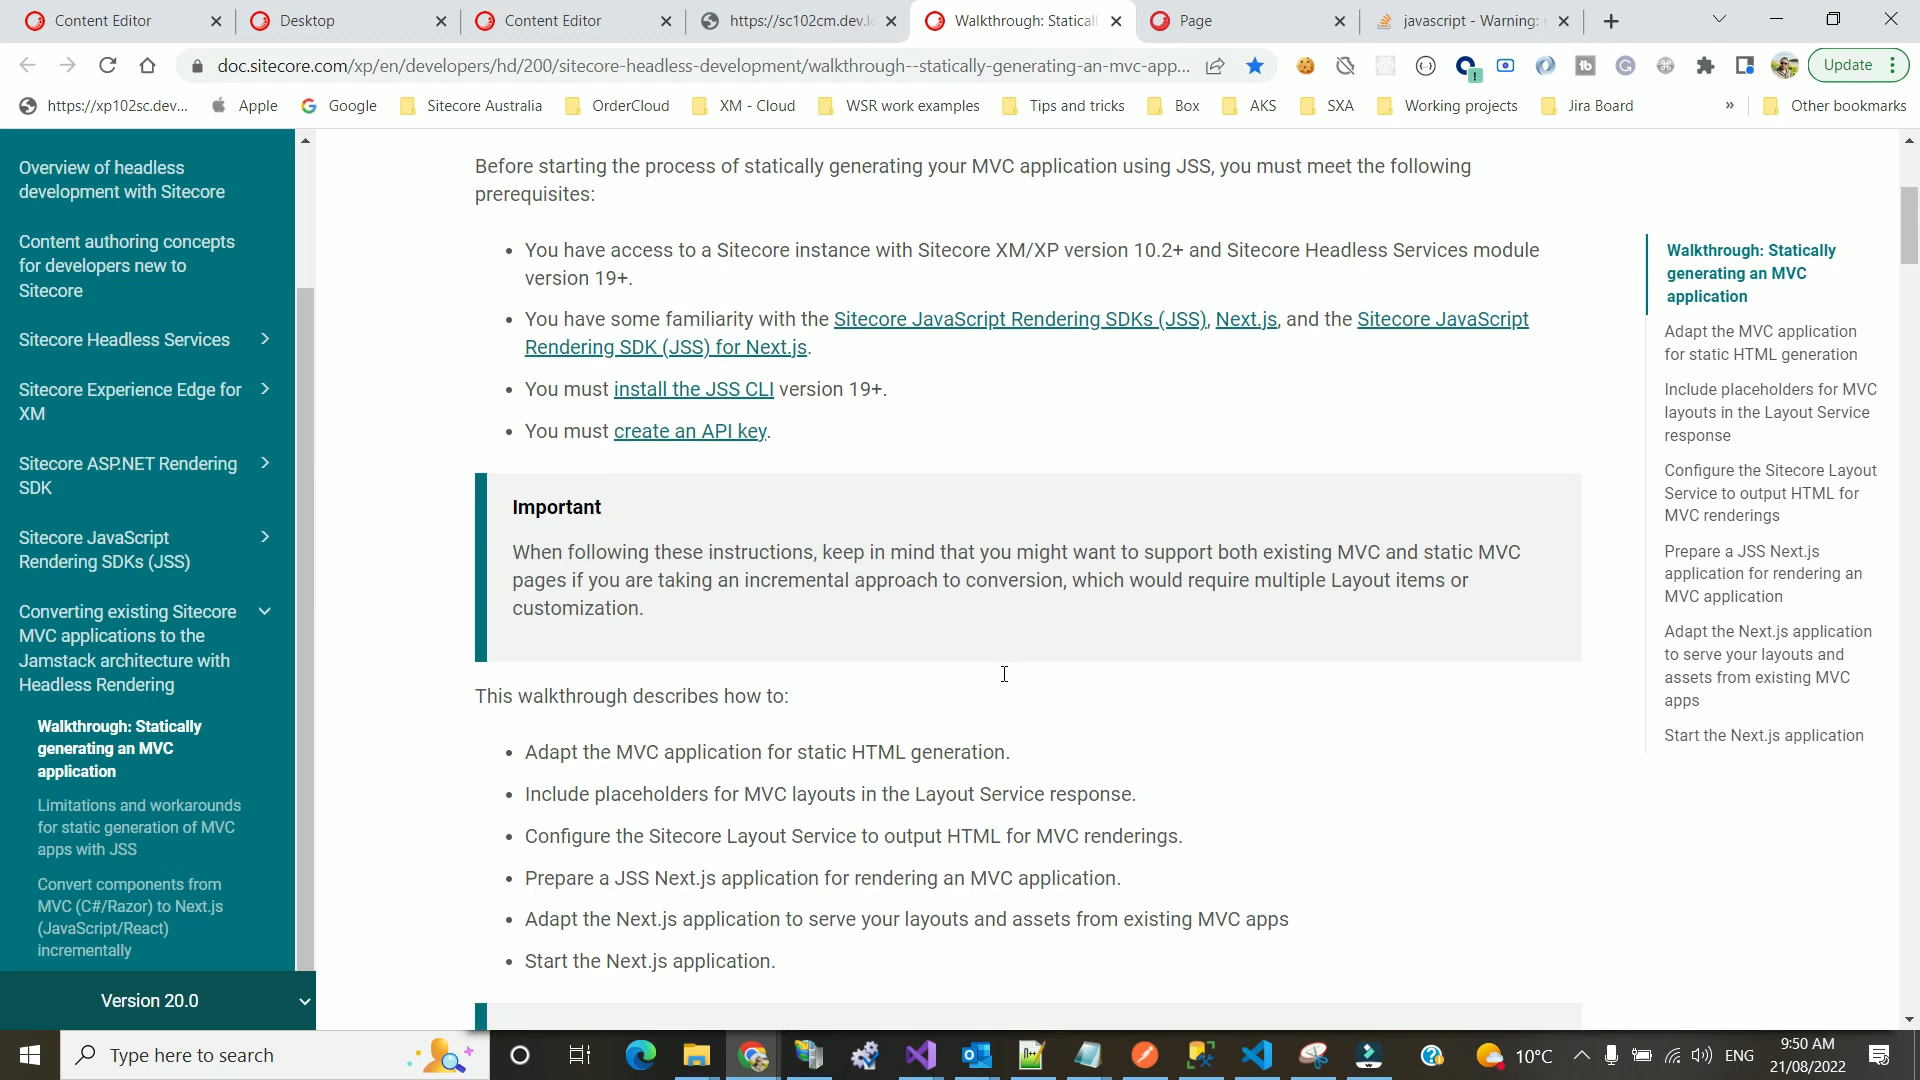 Content Editor
Desktop
Content Editor
https://sc102cm.dev.l
Walkthrough: Statical
Page
javascript - Warning:
doc.sitecore.com/xp/en/developers/hd/200/sitecore-headless-development/walkthrough--statically-generating-an-mvc-app...
Update
https://xp102sc.dev...
Apple
Google
Sitecore Australia
OrderCloud
XM - Cloud
WSR work examples
Tips and tricks
Box
AKS
SXA
Working projects
Jira Board
»
Other bookmarks
Overview of headless
development with Sitecore
Content authoring concepts
for developers new to
Sitecore
Sitecore Headless Services
Sitecore Experience Edge for
XM
Sitecore ASP.NET Rendering
SDK
Sitecore JavaScript
Rendering SDKs (JSS)
Converting existing Sitecore
MVC applications to the
Jamstack architecture with
Headless Rendering
Walkthrough: Statically
generating an MVC
application
Limitations and workarounds
for static generation of MVC
apps with JSS
Convert components from
MVC (C#/Razor) to Next.js
(JavaScript/React)
incrementally
Version 20.0
Before starting the process of statically generating your MVC application using JSS, you must meet the following
prerequisites:
• You have access to a Sitecore instance with Sitecore XM/XP version 10.2+ and Sitecore Headless Services module
version 19+.
• You have some familiarity with the Sitecore JavaScript Rendering SDKs (JSS), Next.js, and the Sitecore JavaScript
Rendering SDK (JSS) for Next.js.
• You must install the JSS CLI version 19+.
• You must create an API key.
Important
When following these instructions, keep in mind that you might want to support both existing MVC and static MVC
pages if you are taking an incremental approach to conversion, which would require multiple Layout items or
customization.
This walkthrough describes how to:
• Adapt the MVC application for static HTML generation.
• Include placeholders for MVC layouts in the Layout Service response.
• Configure the Sitecore Layout Service to output HTML for MVC renderings.
• Prepare a JSS Next.js application for rendering an MVC application.
• Adapt the Next.js application to serve your layouts and assets from existing MVC apps
• Start the Next.js application.
Walkthrough: Statically
generating an MVC
application
Adapt the MVC application
for static HTML generation
Include placeholders for MVC
layouts in the Layout Service
response
Configure the Sitecore Layout
Service to output HTML for
MVC renderings
Prepare a JSS Next.js
application for rendering an
MVC application
Adapt the Next.js application
to serve your layouts and
assets from existing MVC
apps
Start the Next.js application
Type here to search
10°C
ENG
9:50 AM
21/08/2022